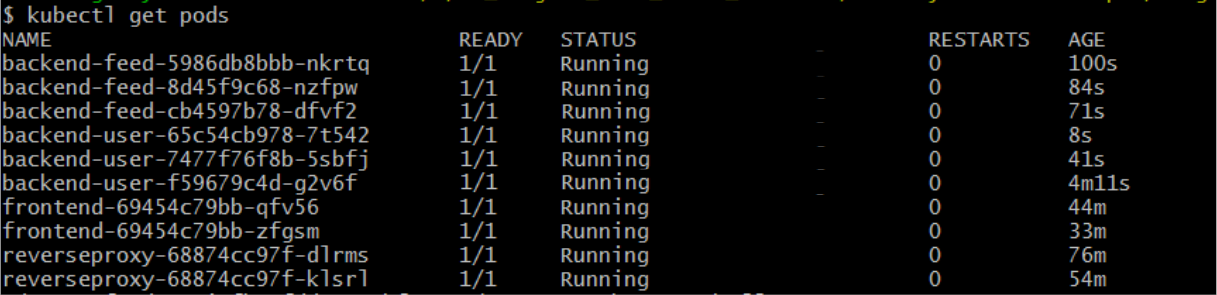 $ kubectl get pods
NAME READY STATUS RESTARTS AGE
backend-feed-5986db8bbb-nkrtq 1/1 Running 0 100s
backend-feed-8d45f9c68-nzfpw 1/1 Running 0 84s
backend-feed-cb4597b78-dfvf2 1/1 Running 0 71s
backend-user-65c54cb978-7t542 1/1 Running 0 8s
backend-user-7477f76f8b-5sbfj 1/1 Running 0 41s
backend-user-f59679c4d-g2v6f 1/1 Running 0 4m11s
frontend-69454c79bb-qfv56 1/1 Running 0 44m
frontend-69454c79bb-zfgsm 1/1 Running 0 33m
reverseproxy-68874cc97f-dlrms 1/1 Running 0 76m
reverseproxy-68874cc97f-klsrl 1/1 Running 0 54m